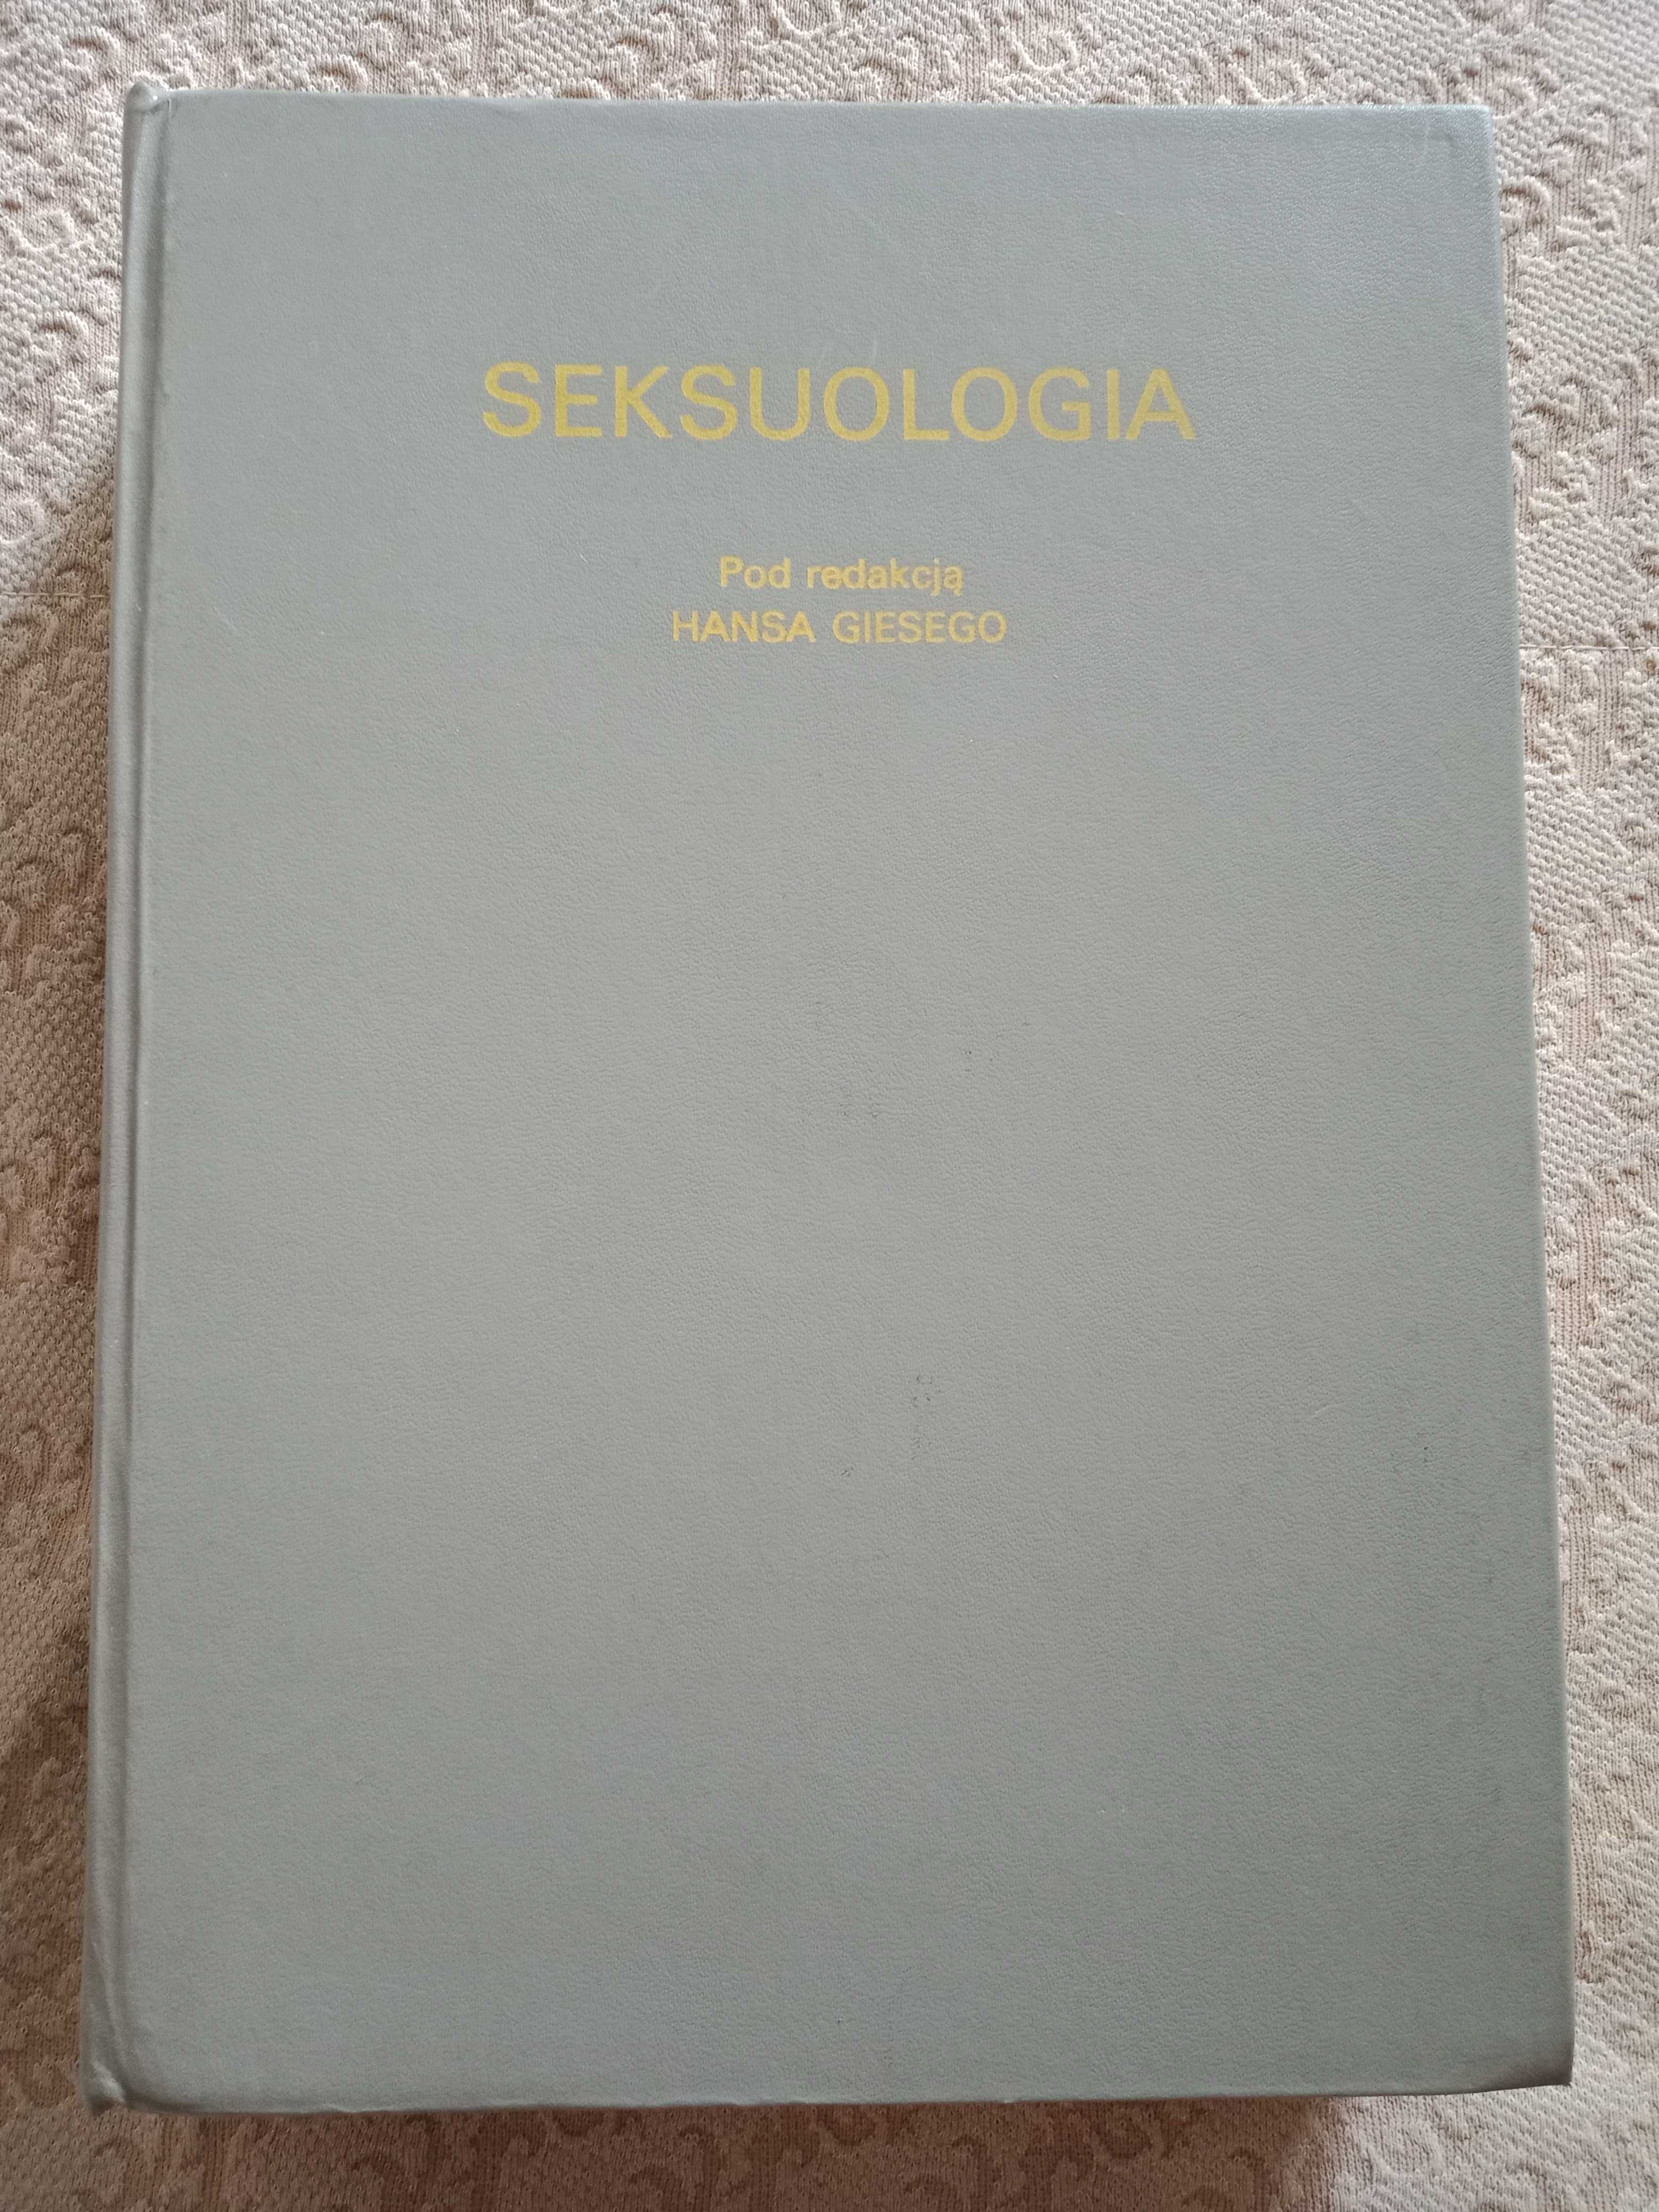 SEKSUOLOGIA
Pod redakcją
HANSA GIESEGO